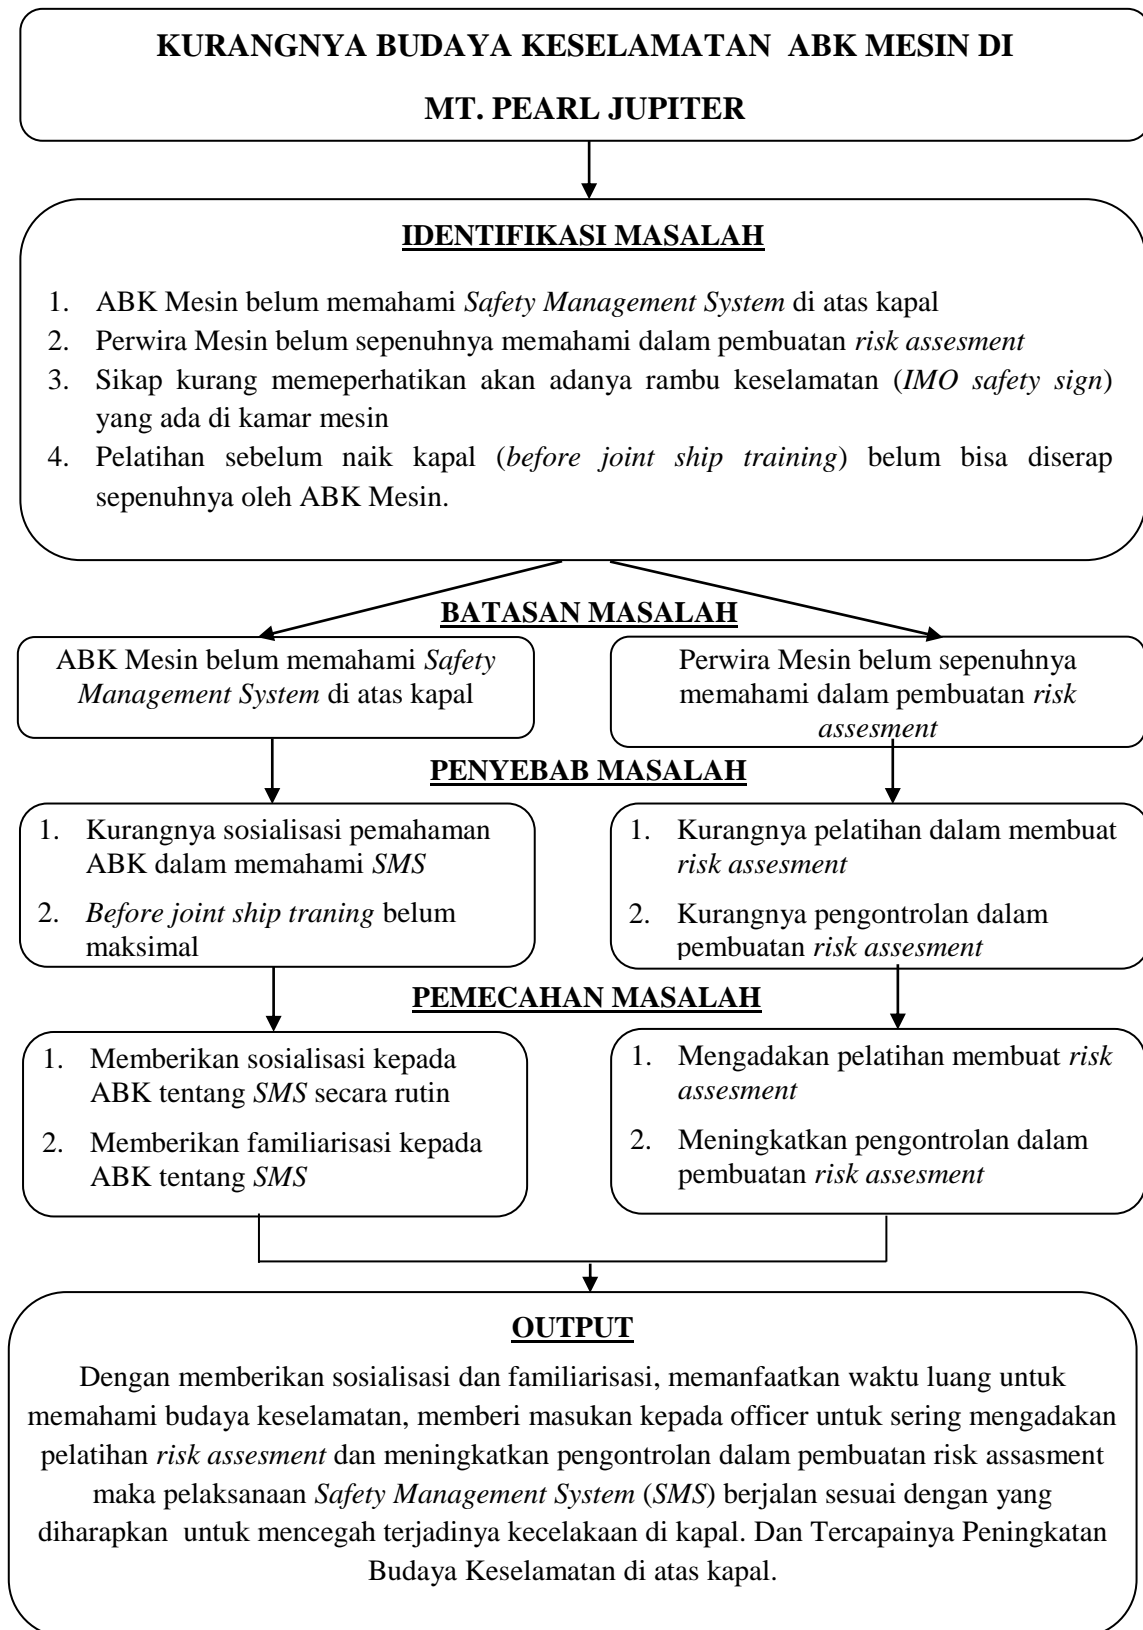 KURANGNYA BUDAYA KESELAMATAN ABK MESIN DI
MT. PEARL JUPITER
IDENTIFIKASI MASALAH
1. ABK Mesin belum memahami Safety Management System di atas kapal
2. Perwira Mesin belum sepenuhnya memahami dalam pembuatan risk assesment
3. Sikap kurang memeperhatikan akan adanya rambu keselamatan (IMO safety sign)
yang ada di kamar mesin
4. Pelatihan sebelum naik kapal (before joint ship training) belum bisa diserap
sepenuhnya oleh ABK Mesin.
BATASAN MASALAH
ABK Mesin belum memahami Safety
Management System di atas kapal
Perwira Mesin belum sepenuhnya
memahami dalam pembuatan risk
assesment
PENYEBAB MASALAH
1. Kurangnya sosialisasi pemahaman
ABK dalam memahami SMS
2. Before joint ship traning belum
maksimal
1. Kurangnya pelatihan dalam membuat
risk assesment
2. Kurangnya pengontrolan dalam
pembuatan risk assesment
PEMECAHAN MASALAH
1. Memberikan sosialisasi kepada
ABK tentang SMS secara rutin
2. Memberikan familiarisasi kepada
ABK tentang SMS
1. Mengadakan pelatihan membuat risk
assesment
2. Meningkatkan pengontrolan dalam
pembuatan risk assesment
OUTPUT
Dengan memberikan sosialisasi dan familiarisasi, memanfaatkan waktu luang untuk
memahami budaya keselamatan, memberi masukan kepada officer untuk sering mengadakan
pelatihan risk assesment dan meningkatkan pengontrolan dalam pembuatan risk assasment
maka pelaksanaan Safety Management System (SMS) berjalan sesuai dengan yang
diharapkan untuk mencegah terjadinya kecelakaan di kapal. Dan Tercapainya Peningkatan
Budaya Keselamatan di atas kapal.